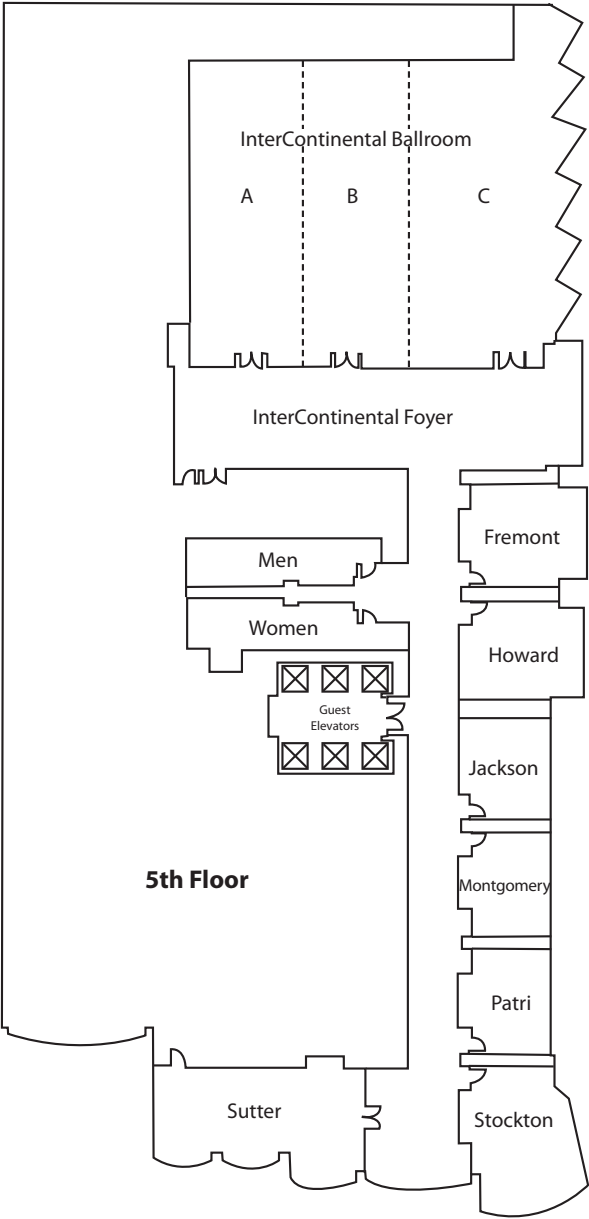 InterContinental Ballroom
A B C
InterContinental Foyer
Fremont
Men
Women
Howard
Guest
Elevators
Jackson
5th Floor
Montgomery
Patri
Sutter
Stockton